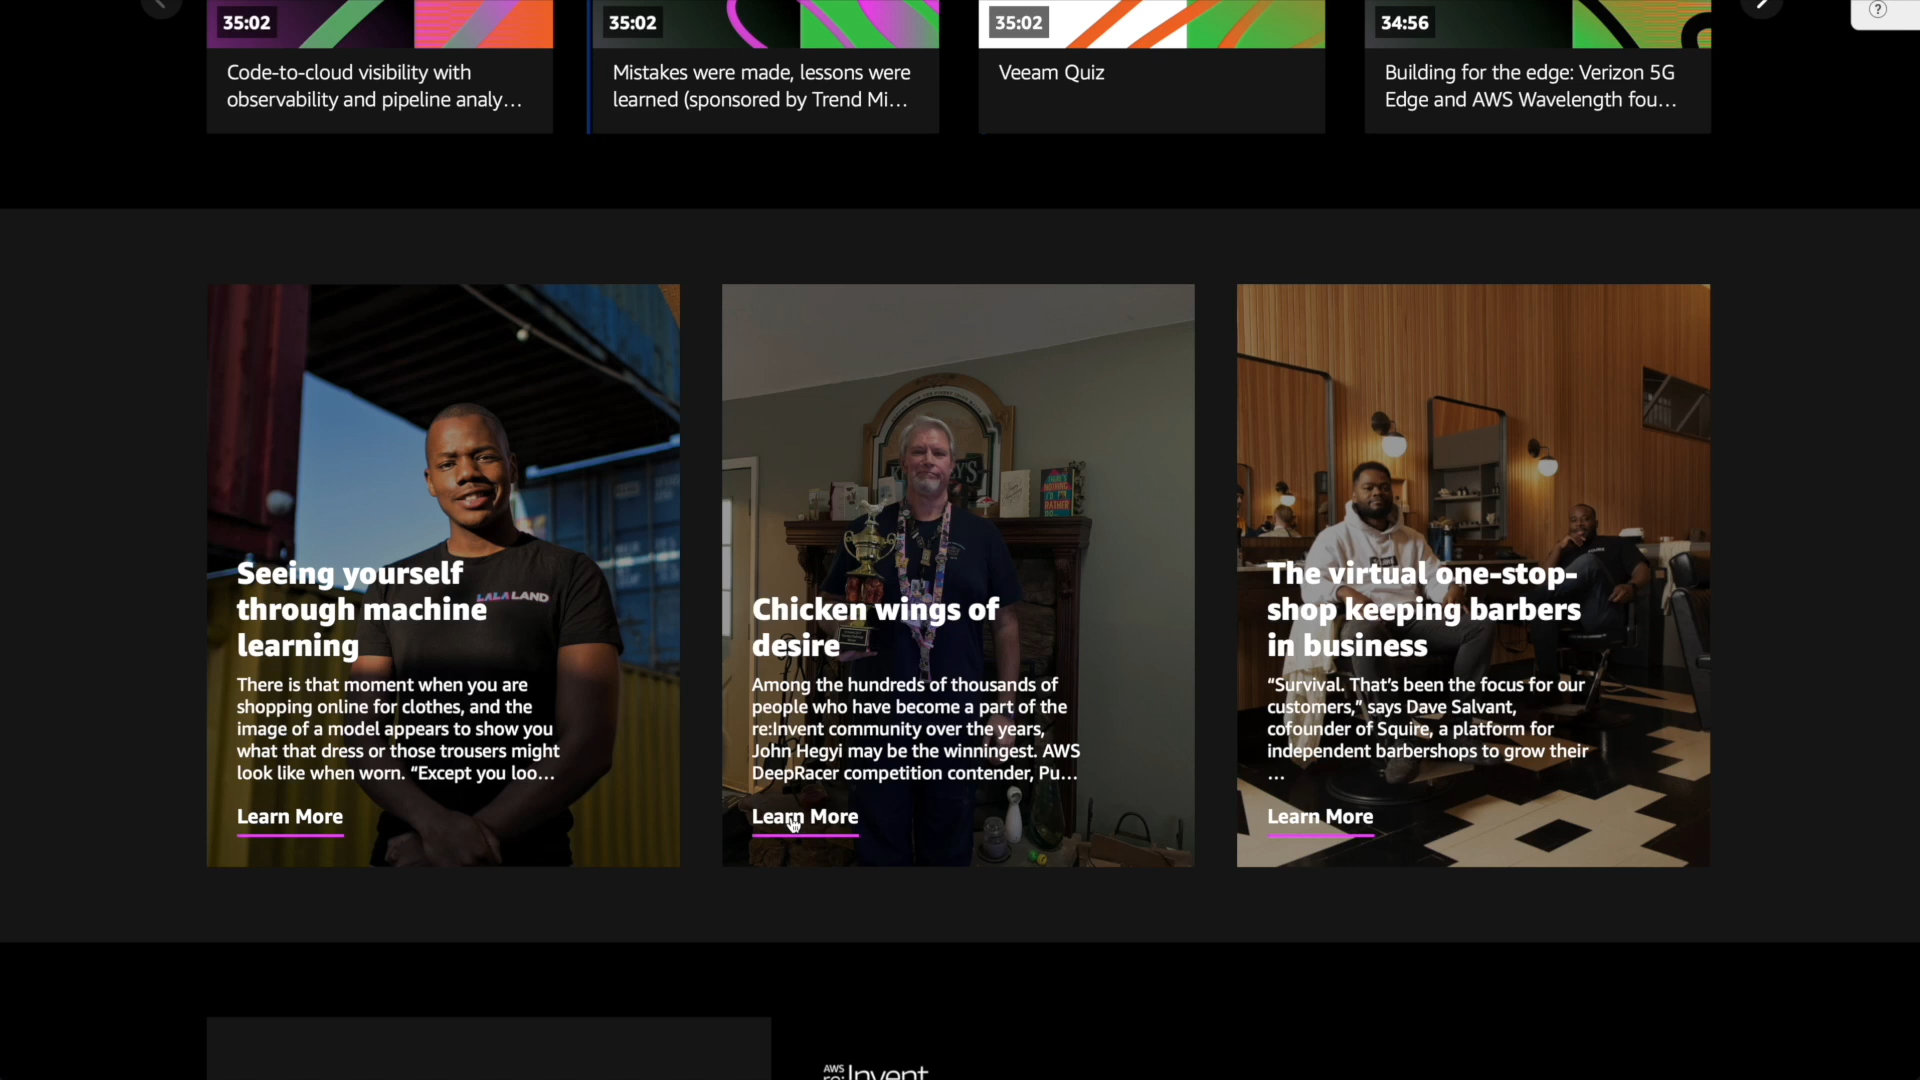 35:02
35:02
35:02
34:56
?
Code-to-cloud visibility with
observability and pipeline analy...
Mistakes were made, lessons were
learned (sponsored by Trend Mi...
Veeam Quiz
Building for the edge: Verizon 5G
Edge and AWS Wavelength fou...
LALALAND
Seeing yourself
through machine
learning
There is that moment when you are
shopping online for clothes, and the
image of a model appears to show you
what that dress or those trousers might
look like when worn. “Except you loo...
Learn More
THAT'S
NOTHING
I'D
RATHER
DO...
Chicken wings of
desire
Among the hundreds of thousands of
people who have become a part of the
re:Invent community over the years,
John Hegyi may be the winningest. AWS
DeepRacer competition contender, Pu...
Learn More
The virtual one-stop-
shop keeping barbers
in business
“Survival. That’s been the focus for our
customers,” says Dave Salvant,
cofounder of Squire, a platform for
independent barbershops to grow their
...
Learn More
AWS
re:Invent